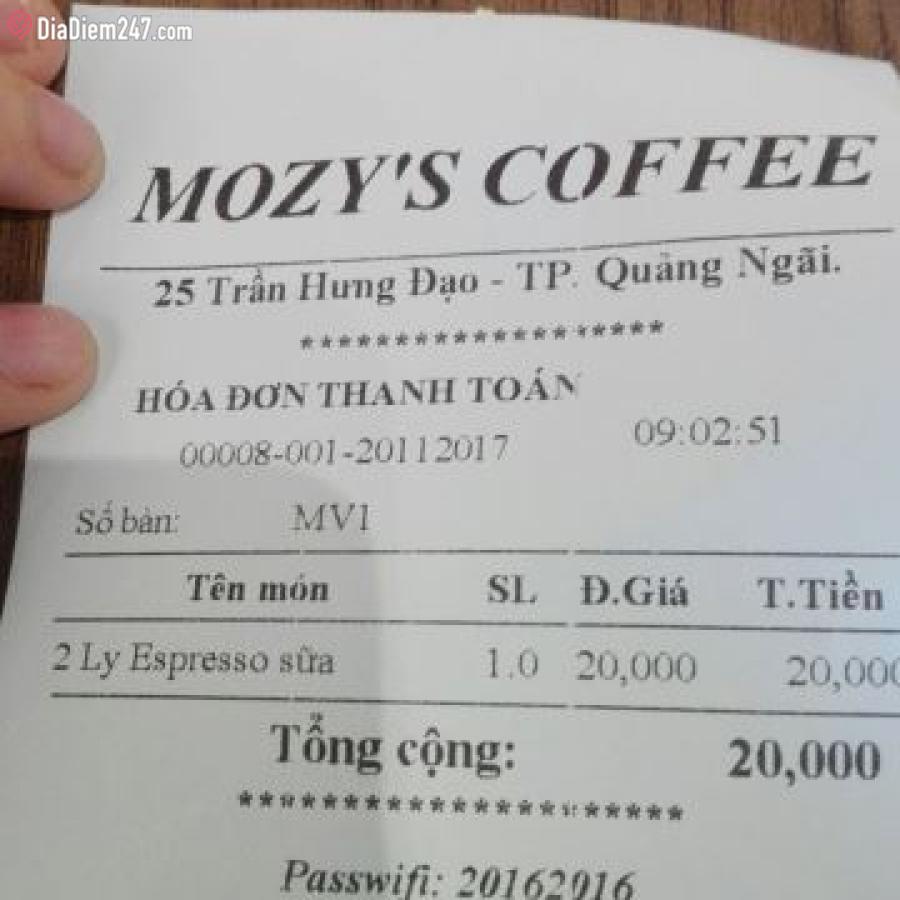 DiaDiem247.com
MOZY'S COFFEE
25 Trần Hưng Đạo - TP. Quảng Ngãi.
********************
HÓA ĐƠN THANH TOÁN
00008-001-20112017 09:02:51
Số bàn: MV1
Tên món SL Đ.Giá T.Tiền
2 Ly Espresso sữa 1.0 20,000 20,000
Tổng cộng: 20,000
*********************
Passwifi: 20162016